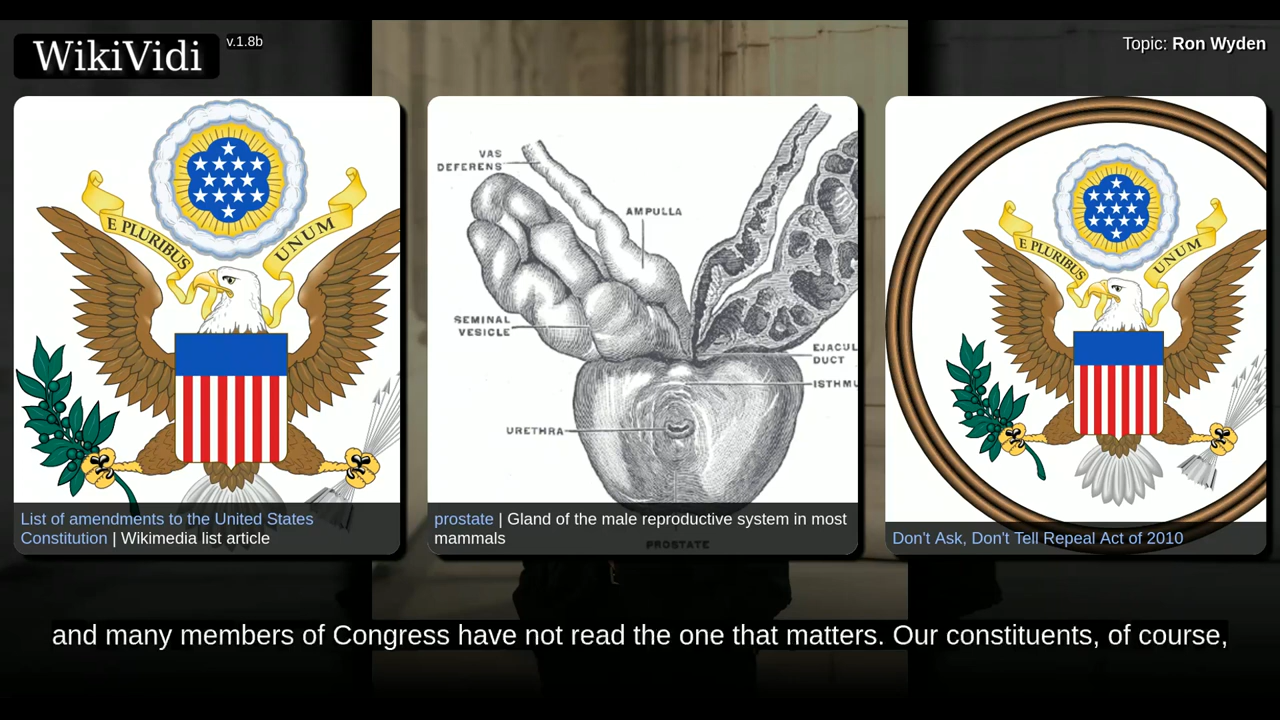 WikiVidi
v.1.8b
Topic: Ron Wyden
E PLURIBUS
UNUM
List of amendments to the United States
Constitution | Wikimedia list article
VAS
DEFERENS
AMPULLA
SEMINAL
VESICLE
EJACUL
DUCT
ISTHMU
URETHRA
PROSTATE
prostate | Gland of the male reproductive system in most
mammals
E PLURIBUS
UNUM
Don't Ask, Don't Tell Repeal Act of 2010
and many members of Congress have not read the one that matters. Our constituents, of course,